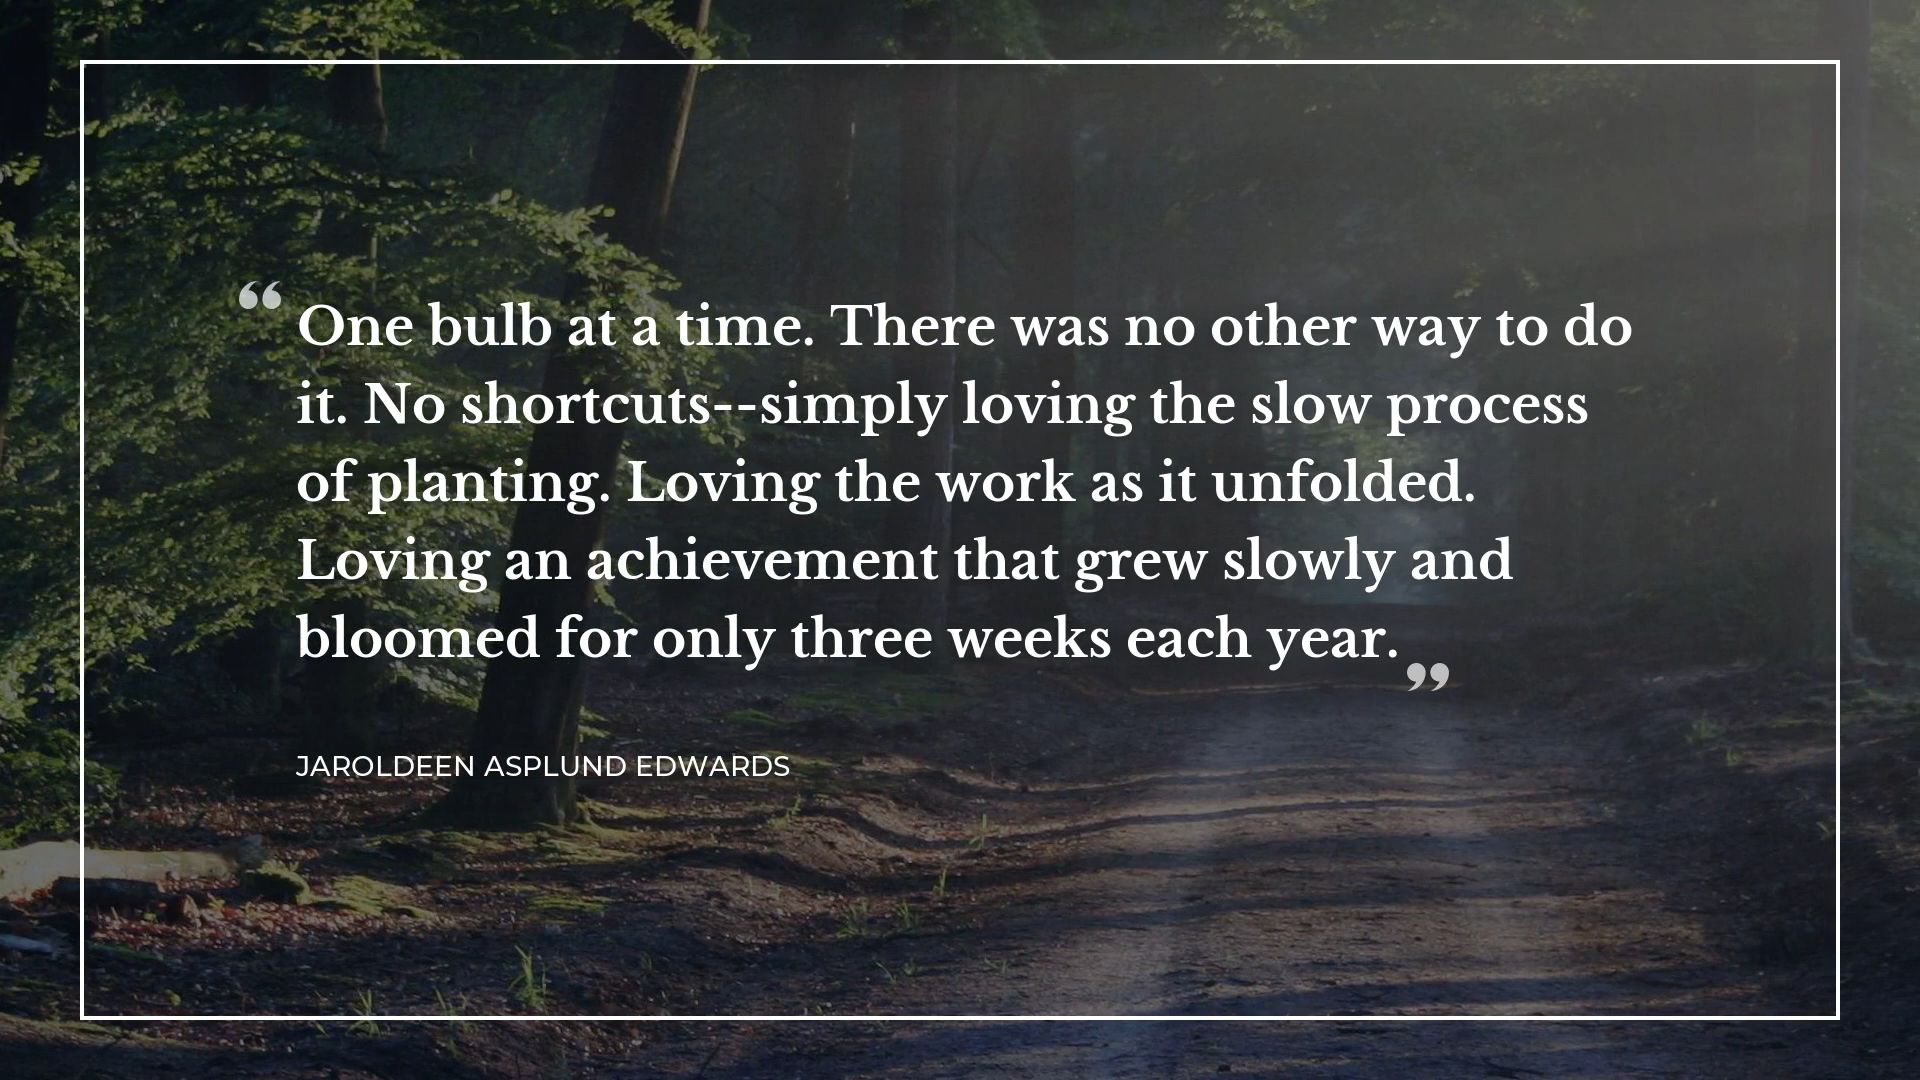 “One bulb at a time. There was no other way to do
it. No shortcuts--simply loving the slow process
of planting. Loving the work as it unfolded.
Loving an achievement that grew slowly and
bloomed for only three weeks each year.”
JAROLDEEN ASPLUND EDWARDS